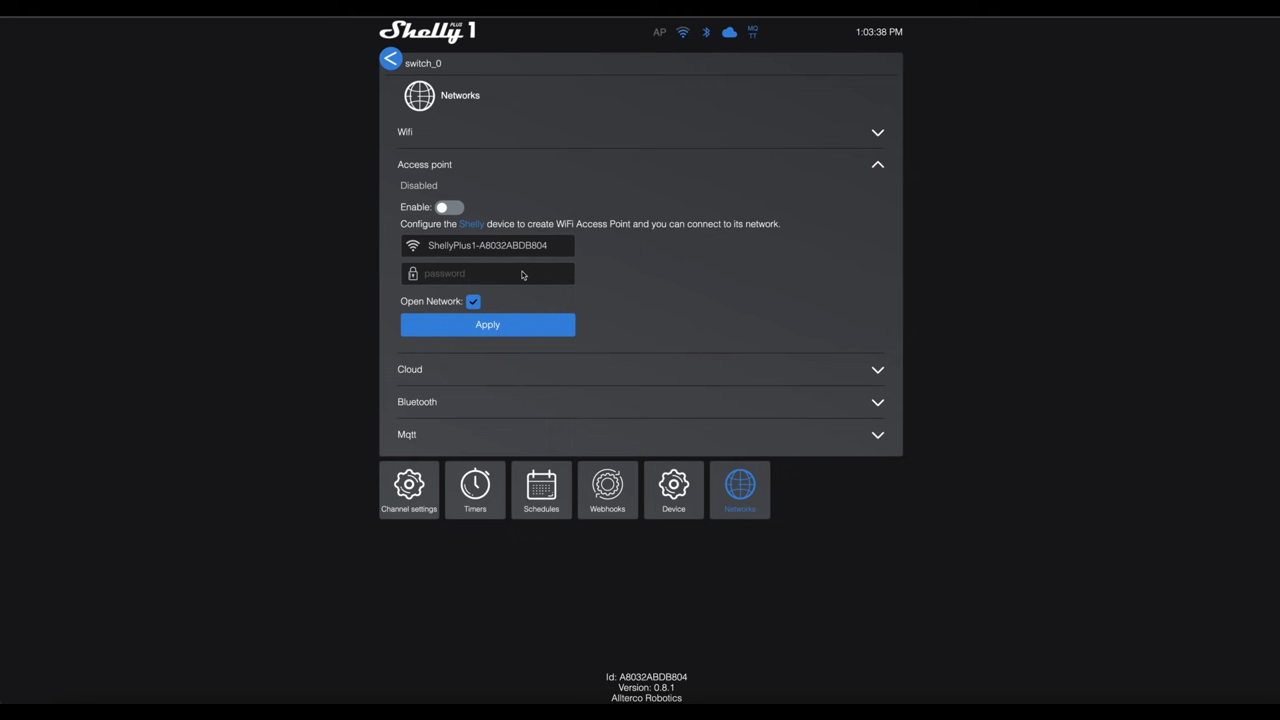 Shelly PLUS 1
AP
MQ
TT
1:03:38 PM
switch_0
Networks
Wifi
Access point
Disabled
Enable:
Configure the Shelly device to create WiFi Access Point and you can connect to its network.
ShellyPlus1-A8032ABDB804
password
Open Network:
Apply
Cloud
Bluetooth
Mqtt
Channel settings
Timers
Schedules
Webhooks
Device
Networks
Id: A8032ABDB804
Version: 0.8.1
Allterco Robotics